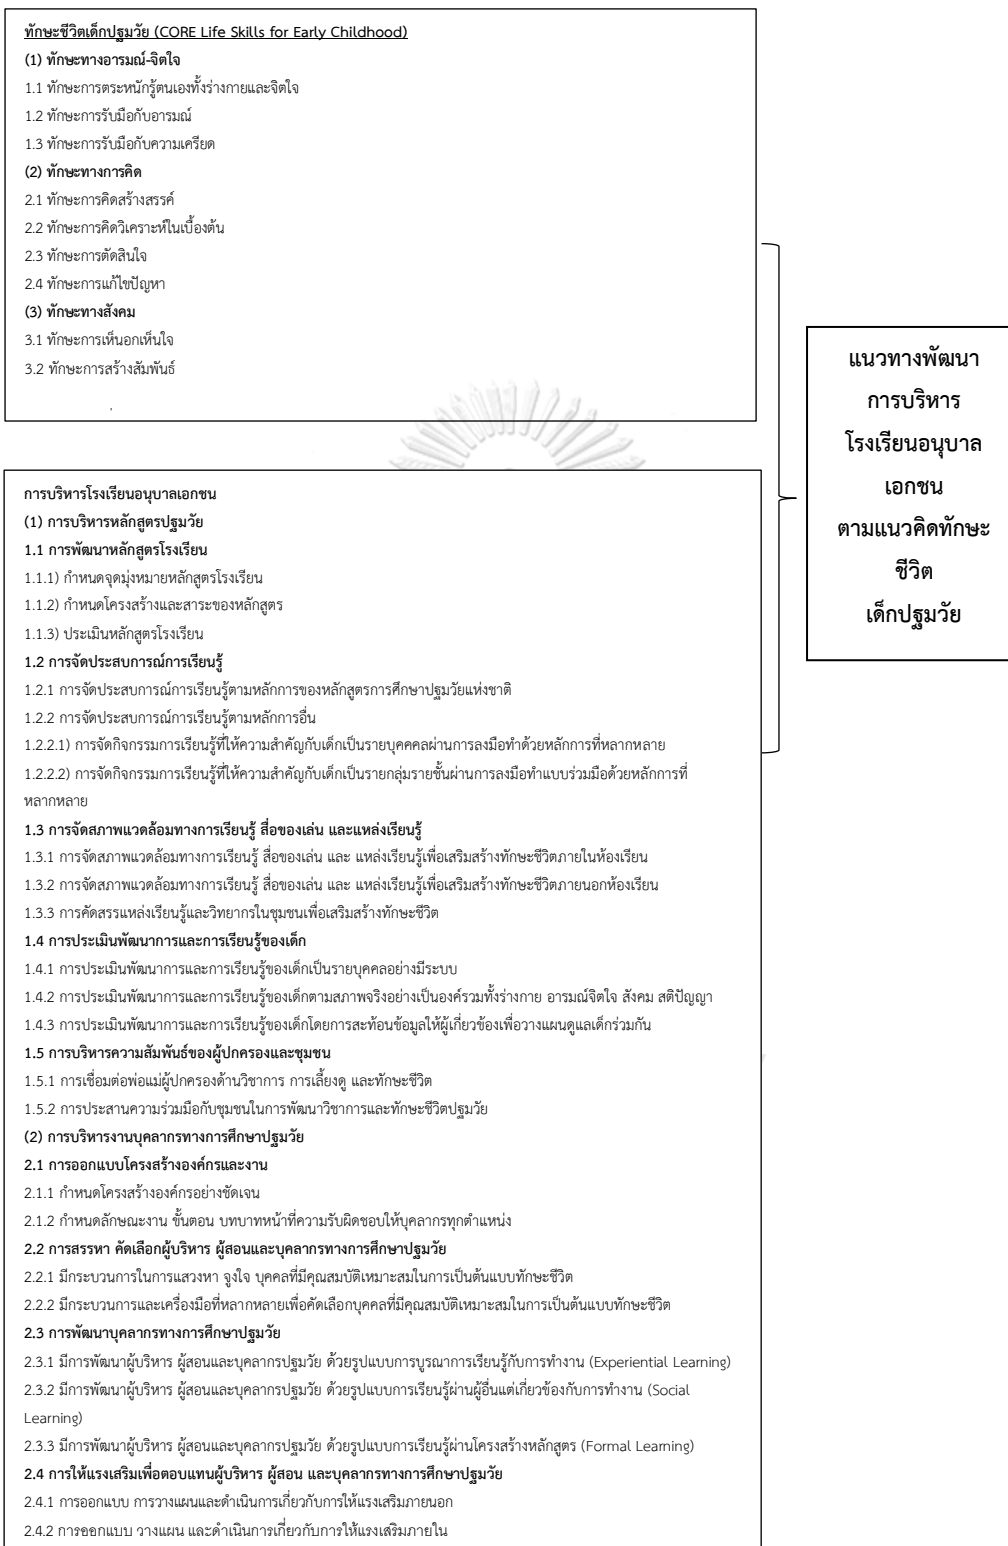 ทักษะชีวิตเด็กปฐมวัย (CORE Life Skills for Early Childhood)
(1) ทักษะทางอารมณ์-จิตใจ
1.1 ทักษะการตระหนักรู้ตนเองทั้งร่างกายและจิตใจ
1.2 ทักษะการรับมือกับอารมณ์
1.3 ทักษะการรับมือกับความเครียด
(2) ทักษะทางการคิด
2.1 ทักษะการคิดสร้างสรรค์
2.2 ทักษะการคิดวิเคราะห์ในเบื้องต้น
2.3 ทักษะการตัดสินใจ
2.4 ทักษะการแก้ไขปัญหา
(3) ทักษะทางสังคม
3.1 ทักษะการเห็นอกเห็นใจ
3.2 ทักษะการสร้างสัมพันธ์
การบริหารโรงเรียนอนุบาลเอกชน
(1) การบริหารหลักสูตรปฐมวัย
1.1 การพัฒนาหลักสูตรโรงเรียน
1.1.1) กำหนดจุดมุ่งหมายหลักสูตรโรงเรียน
1.1.2) กำหนดโครงสร้างและสาระของหลักสูตร
1.1.3) ประเมินหลักสูตรโรงเรียน
1.2 การจัดประสบการณ์การเรียนรู้
1.2.1 การจัดประสบการณ์การเรียนรู้ตามหลักการของหลักสูตรการศึกษาปฐมวัยแห่งชาติ
1.2.2 การจัดประสบการณ์การเรียนรู้ตามหลักการอื่น
1.2.2.1) การจัดกิจกรรมการเรียนรู้ที่ให้ความสำคัญกับเด็กเป็นรายบุคคคลผ่านการลงมือทำด้วยหลักการที่หลากหลาย
1.2.2.2) การจัดกิจกรรมการเรียนรู้ที่ให้ความสำคัญกับเด็กเป็นรายกลุ่มรายชั้นผ่านการลงมือทำแบบร่วมมือด้วยหลักการที่
หลากหลาย
1.3 การจัดสภาพแวดล้อมทางการเรียนรู้ สื่อของเล่น และแหล่งเรียนรู้
1.3.1 การจัดสภาพแวดล้อมทางการเรียนรู้ สื่อของเล่น และ แหล่งเรียนรู้เพื่อเสริมสร้างทักษะชีวิตภายในห้องเรียน
1.3.2 การจัดสภาพแวดล้อมทางการเรียนรู้ สื่อของเล่น และ แหล่งเรียนรู้เพื่อเสริมสร้างทักษะชีวิตภายนอกห้องเรียน
1.3.3 การคัดสรรแหล่งเรียนรู้และวิทยากรในชุมชนเพื่อเสริมสร้างทักษะชีวิต
1.4 การประเมินพัฒนาการและการเรียนรู้ของเด็ก
1.4.1 การประเมินพัฒนาการและการเรียนรู้ของเด็กเป็นรายบุคคลอย่างมีระบบ
1.4.2 การประเมินพัฒนาการและการเรียนรู้ของเด็กตามสภาพจริงอย่างเป็นองค์รวมทั้งร่างกาย อารมณ์จิตใจ สังคม สติปัญญา
1.4.3 การประเมินพัฒนาการและการเรียนรู้ของเด็กโดยการสะท้อนข้อมูลให้ผู้เกี่ยวข้องเพื่อวางแผนดูแลเด็กร่วมกัน
1.5 การบริหารความสัมพันธ์ของผู้ปกครองและชุมชน
1.5.1 การเชื่อมต่อพ่อแม่ผู้ปกครองด้านวิชาการ การเลี้ยงดู และทักษะชีวิต
1.5.2 การประสานความร่วมมือกับชุมชนในการพัฒนาวิชาการและทักษะชีวิตปฐมวัย
(2) การบริหารงานบุคลากรทางการศึกษาปฐมวัย
2.1 การออกแบบโครงสร้างองค์กรและงาน
2.1.1 กำหนดโครงสร้างองค์กรอย่างชัดเจน
2.1.2 กำหนดลักษณะงาน ขั้นตอน บทบาทหน้าที่ความรับผิดชอบให้บุคลากรทุกตำแหน่ง
2.2 การสรรหา คัดเลือกผู้บริหาร ผู้สอนและบุคลากรทางการศึกษาปฐมวัย
2.2.1 มีกระบวนการในการแสวงหา จูงใจ บุคคลที่มีคุณสมบัติเหมาะสมในการเป็นต้นแบบทักษะชีวิต
2.2.2 มีกระบวนการและเครื่องมือที่หลากหลายเพื่อคัดเลือกบุคคลที่มีคุณสมบัติเหมาะสมในการเป็นต้นแบบทักษะชีวิต
2.3 การพัฒนาบุคลากรทางการศึกษาปฐมวัย
2.3.1 มีการพัฒนาผู้บริหาร ผู้สอนและบุคลากรปฐมวัย ด้วยรูปแบบการบูรณาการเรียนรู้กับการทำงาน (Experiential Learning)
2.3.2 มีการพัฒนาผู้บริหาร ผู้สอนและบุคลากรปฐมวัย ด้วยรูปแบบการเรียนรู้ผ่านผู้อื่นแต่เกี่ยวข้องกับการทำงาน (Social
Learning)
2.3.3 มีการพัฒนาผู้บริหาร ผู้สอนและบุคลากรปฐมวัย ด้วยรูปแบบการเรียนรู้ผ่านโครงสร้างหลักสูตร (Formal Learning)
2.4 การให้แรงเสริมเพื่อตอบแทนผู้บริหาร ผู้สอน และบุคลากรทางการศึกษาปฐมวัย
2.4.1 การออกแบบ การวางแผนและดำเนินการเกี่ยวกับการให้แรงเสริมภายนอก
2.4.2 การออกแบบ วางแผน และดำเนินการเกี่ยวกับการให้แรงเสริมภายใน
แนวทางพัฒนา
การบริหาร
โรงเรียนอนุบาล
เอกชน
ตามแนวคิดทักษะ
ชีวิต
เด็กปฐมวัย